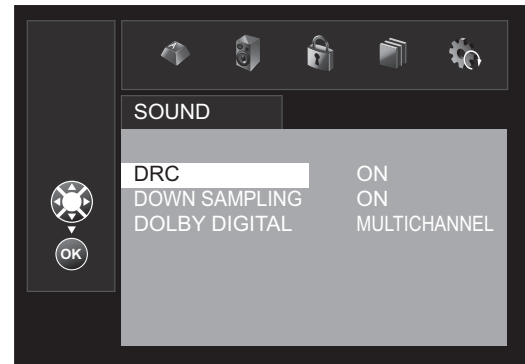 SOUND
DRC ON
DOWN SAMPLING ON
DOLBY DIGITAL MULTICHANNEL
OK